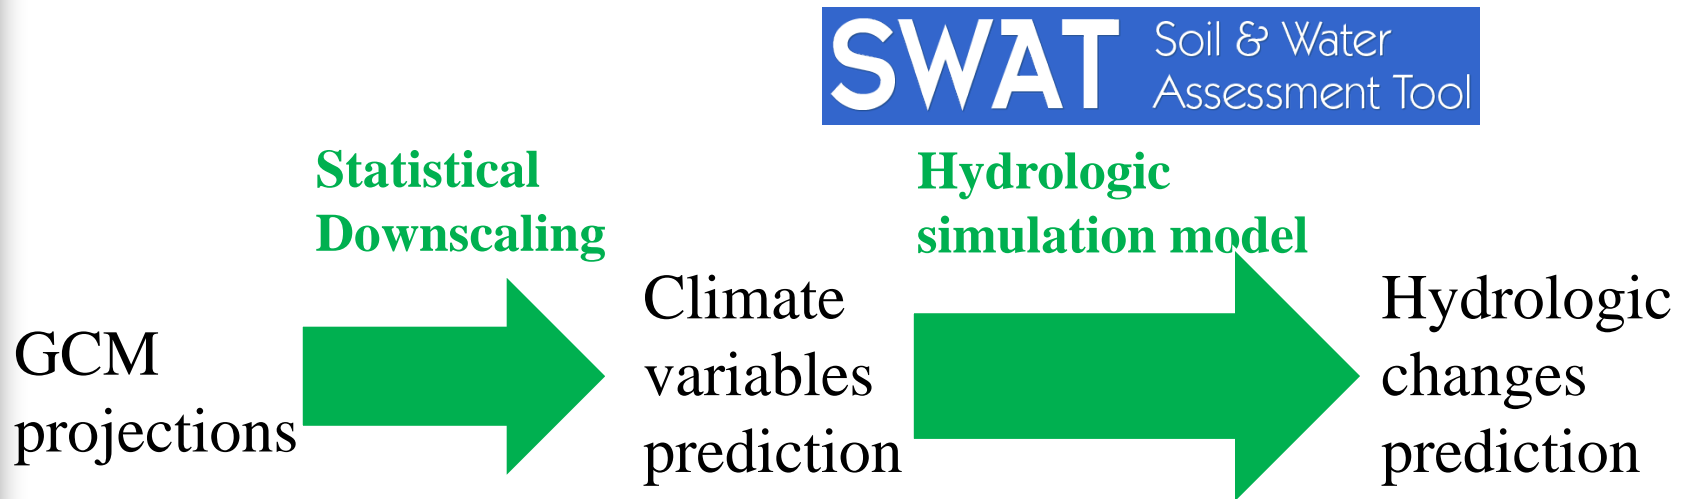 SWAT
Soil & Water
Assessment Tool
Statistical
Downscaling
Hydrologic
simulation model
GCM
projections
Climate
variables
prediction
Hydrologic
changes
prediction